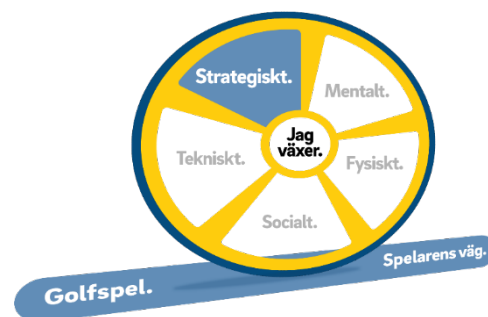 Strategiskt.
Mentalt.
Jag
växer.
Tekniskt.
Fysiskt.
Socialt.
Spelarens väg.
Golfspel.